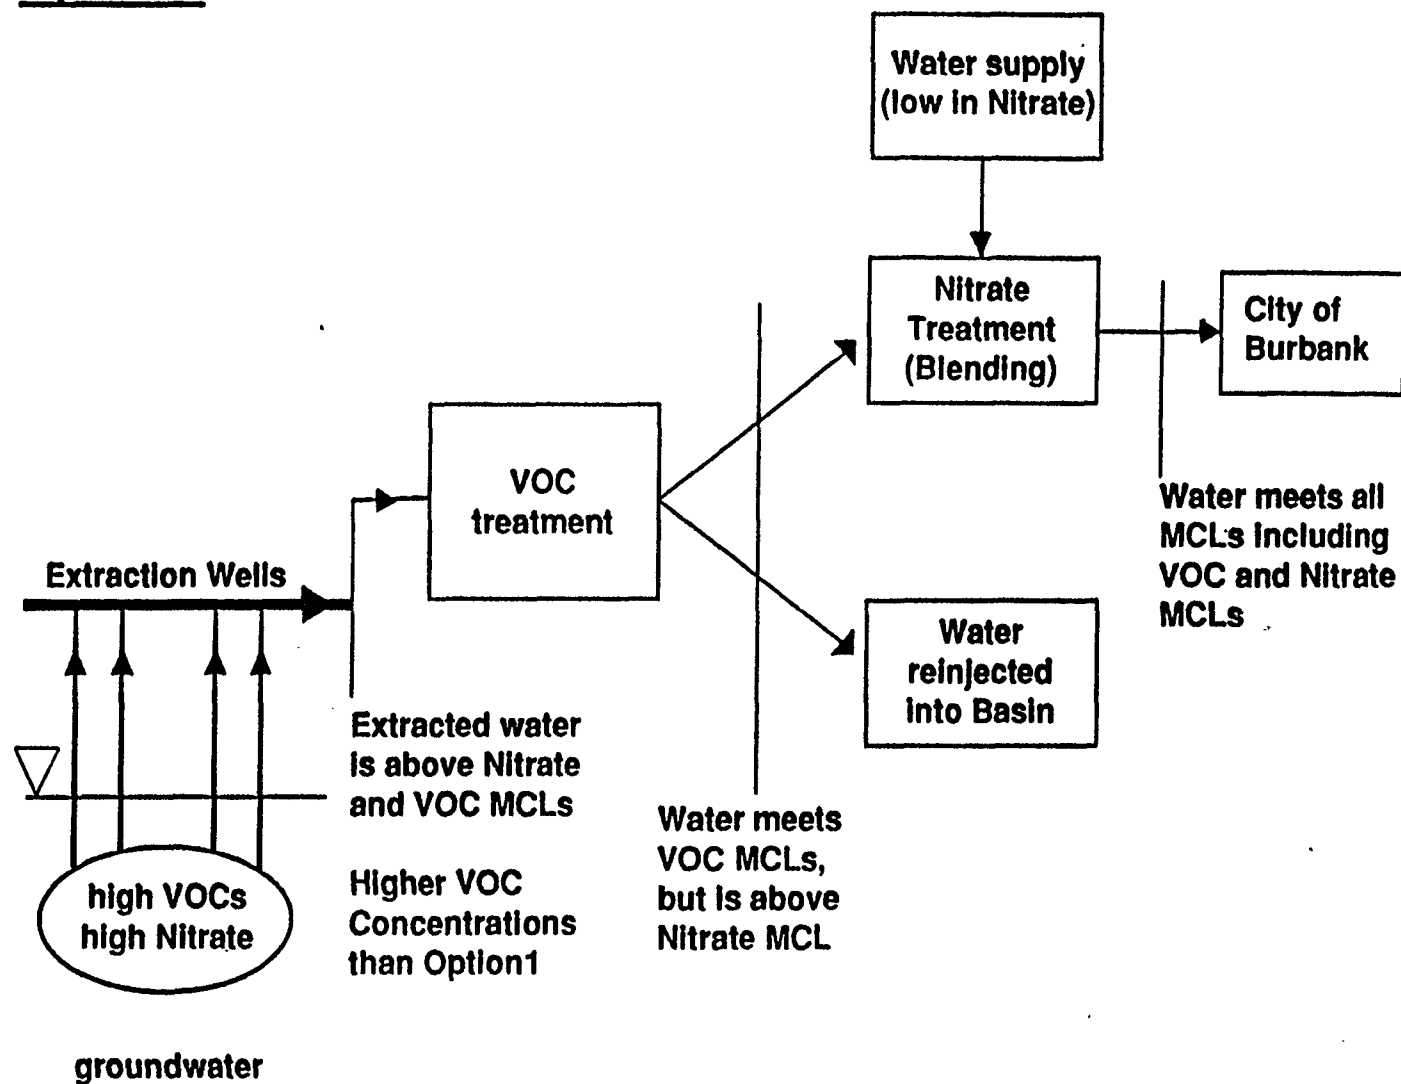 Water supply
(low in Nitrate)
Nitrate
Treatment
(Blending)
City of
Burbank
VOC
treatment
Water meets all
MCLs including
VOC and Nitrate
MCLs
Extraction Wells
Water
reinjected
into Basin
Extracted water
is above Nitrate
and VOC MCLs
Water meets
VOC MCLs,
but is above
Nitrate MCL
Higher VOC
Concentrations
than Option1
high VOCs
high Nitrate
groundwater